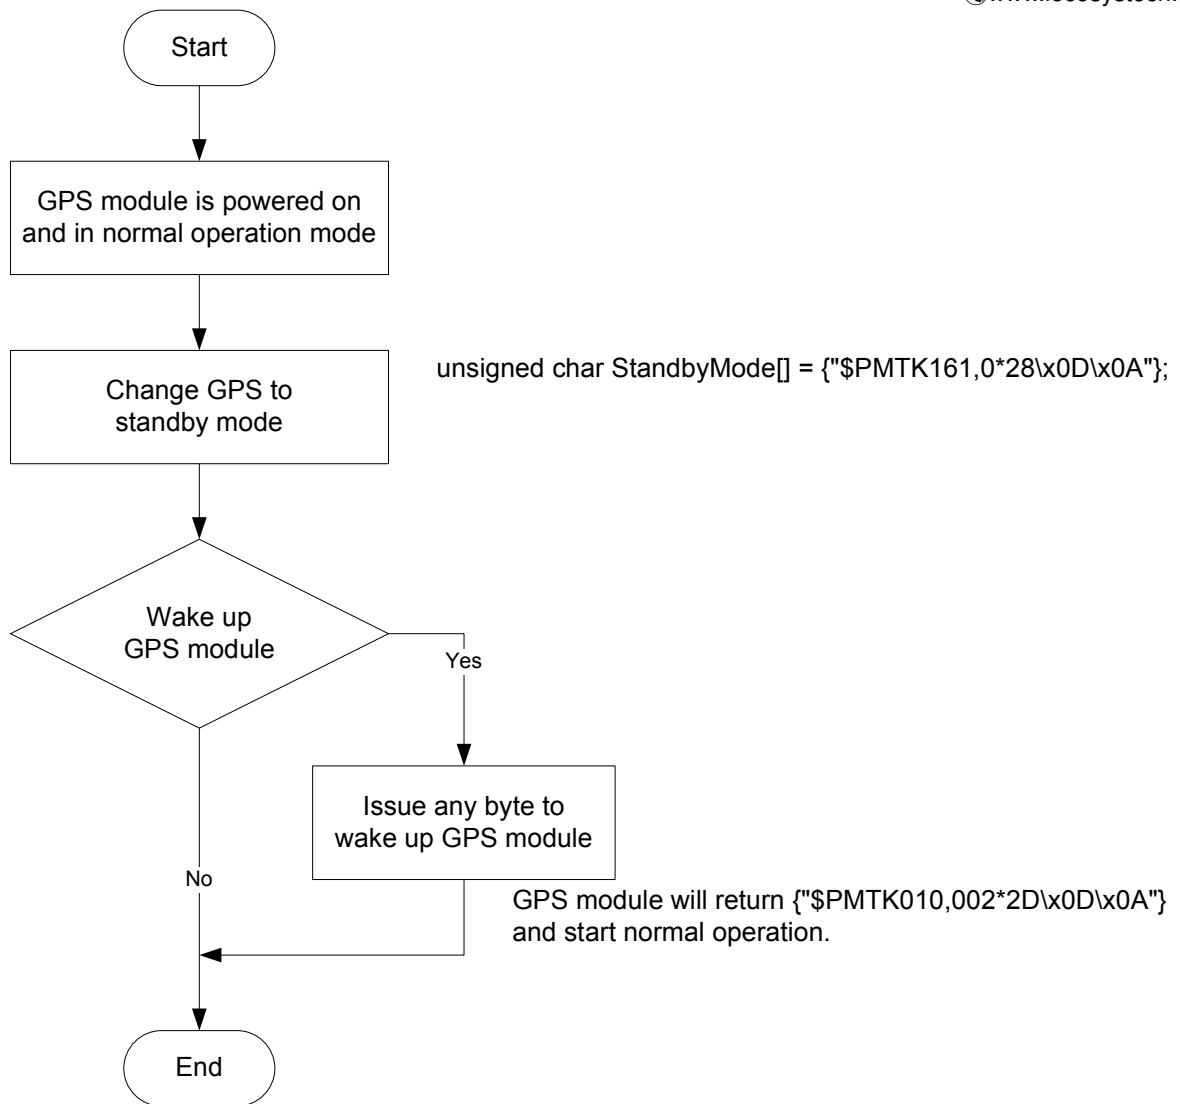 Start
GPS module is powered on
and in normal operation mode
Change GPS to
standby mode
unsigned char StandbyMode[] = {"$PMTK161,0*28\x0D\x0A"};
Wake up
GPS module
Yes
Issue any byte to
wake up GPS module
No
GPS module will return {"$PMTK010,002*2D\x0D\x0A"}
and start normal operation.
End